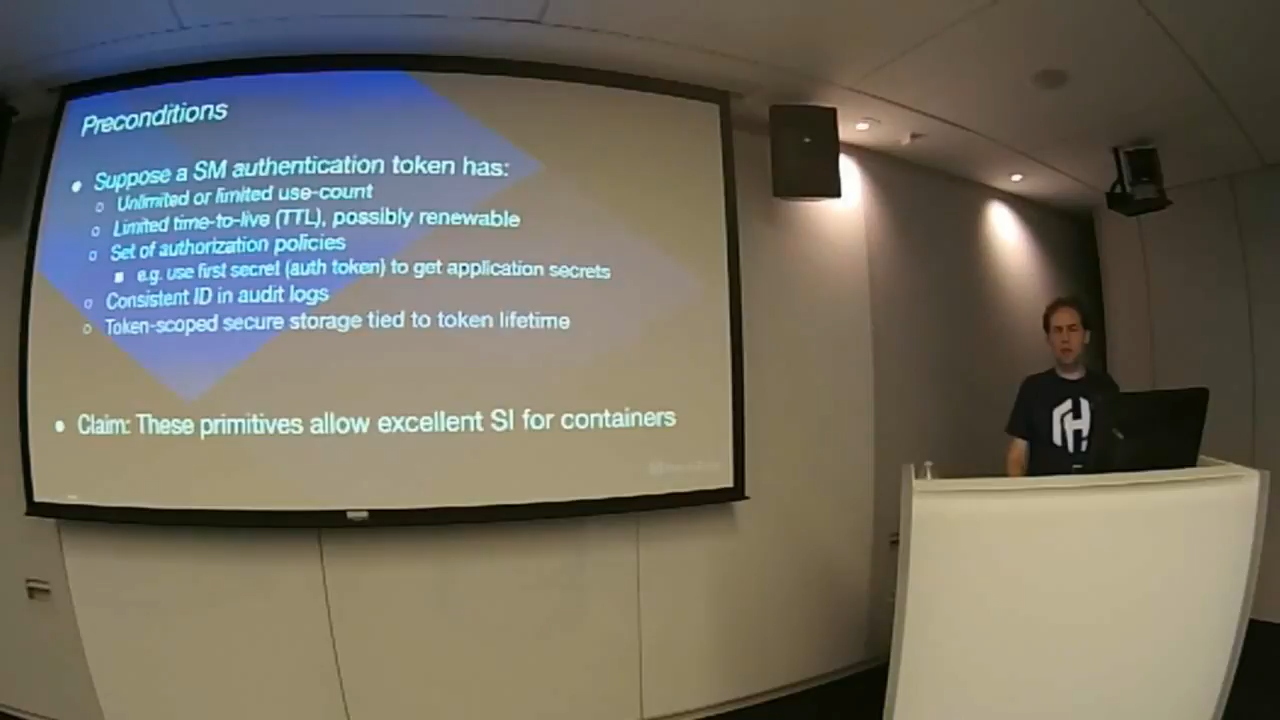 Preconditions
● Suppose a SM authentication token has:
○ Unlimited or limited use-count
○ Limited time-to-live (TTL), possibly renewable
○ Set of authorization policies
■ e.g. use first secret (auth token) to get application secrets
○ Consistent ID in audit logs
○ Token-scoped secure storage tied to token lifetime
● Claim: These primitives allow excellent SI for containers